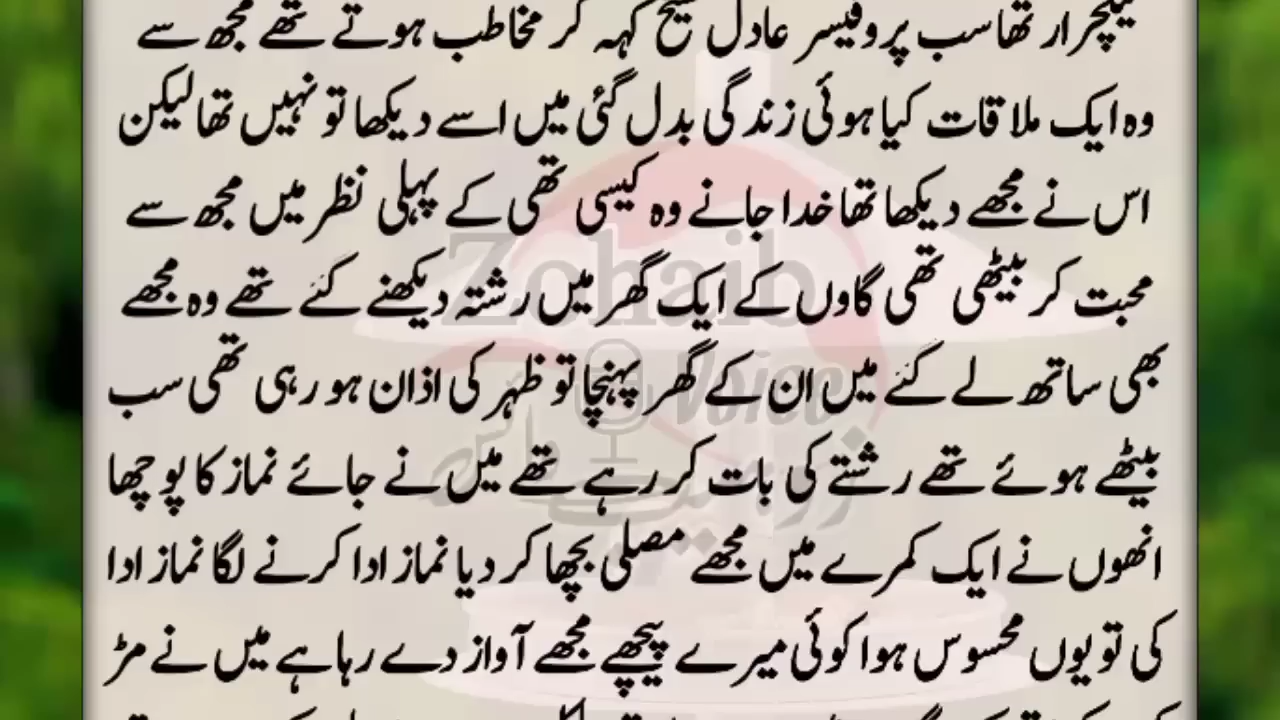 لیکچرار تھا سب پروفیسر عادل شیخ کہہ کر مخاطب ہوتے تھے مجھ سے
وہ ایک ملاقات کیا ہوئی زندگی بدل گئی میں اسے دیکھا تو نہیں تھا لیکن
اس نے مجھے دیکھا تھا خدا جانے وہ کیسی تھی کے پہلی نظر میں مجھ سے
محبت کر بیٹھی تھی گاوں کے ایک گھر میں رشتہ دیکھنے گئے تھے وہ مجھے
بھی ساتھ لے گئے میں ان کے گھر پہنچا تو ظہر کی اذان ہو رہی تھی سب
بیٹھے ہوئے تھے رشتے کی بات کر رہے تھے میں نے جائے نماز کا پوچھا
انھوں نے ایک کمرے میں مجھے مصلی بچھا کر دیا نماز ادا کرنے لگا نماز ادا
کی تو یوں محسوس ہوا کوئی میرے پیچھے مجھے آواز دے رہا ہے میں نے مڑ
Zohaib
Voice